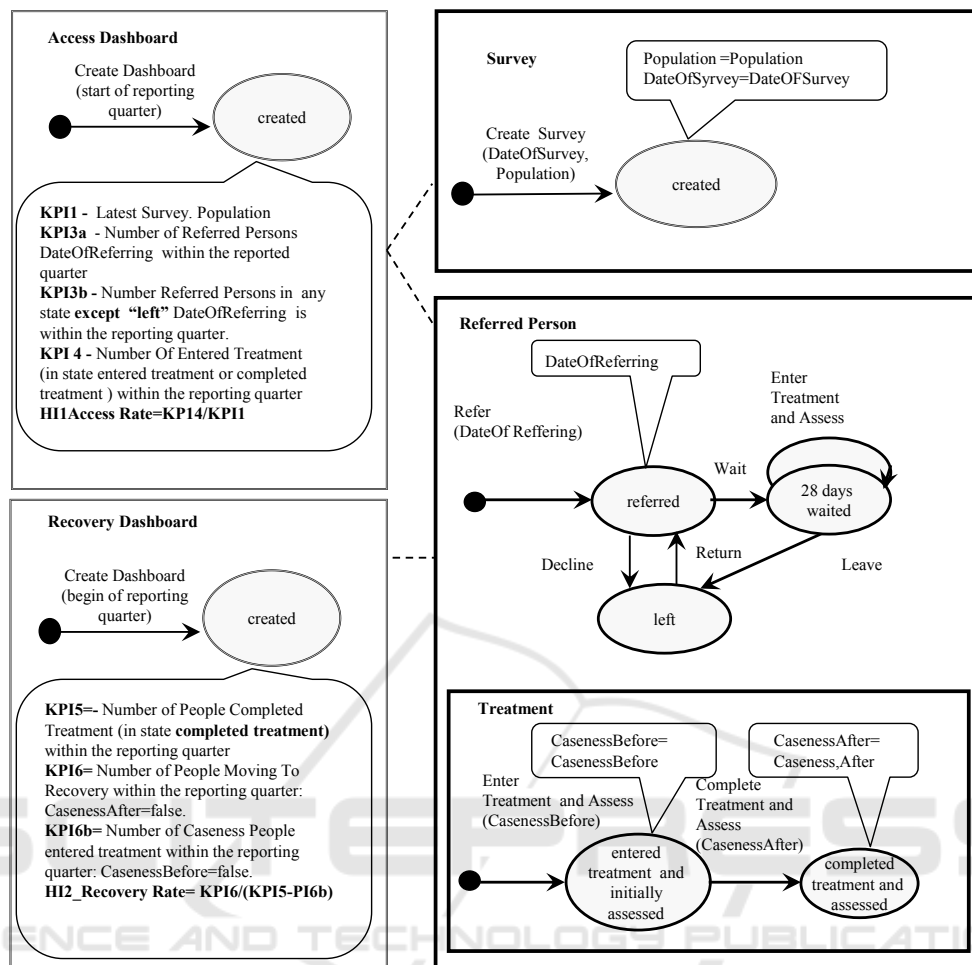 Access Dashboard
Create Dashboard
(start of reporting
quarter)
created
KPI1 - Latest Survey. Population
KPI3a - Number of Referred Persons
DateOfReferring within the reported
quarter
KPI3b - Number Referred Persons in any
state except “left” DateOfReferring is
within the reporting quarter.
KPI 4 - Number Of Entered Treatment
(in state entered treatment or completed
treatment ) within the reporting quarter
HI1Access Rate=KP14/KPI1
Survey
Population =Population
DateOfSyrvey=DateOFSurvey
Create Survey
(DateOfSurvey,
Population)
created
Referred Person
DateOfReferring
Refer
(DateOf Reffering)
Enter
Treatment
and Assess
Wait
referred
28 days
waited
Decline
Return
Leave
left
Recovery Dashboard
Create Dashboard
(begin of reporting
quarter)
created
KPI5=- Number of People Completed
Treatment (in state completed treatment)
within the reporting quarter
KPI6= Number of People Moving To
Recovery within the reporting quarter:
CasenessAfter=false.
KPI6b= Number of Caseness People
entered treatment within the reporting
quarter: CasenessBefore=false.
HI2_Recovery Rate= KPI6/(KPI5-PI6b)
Treatment
CasenessBefore=
CasenessBefore
CasenessAfter=
Caseness,After
Enter
Treatment and Assess
(CasenessBefore)
Complete
Treatment and
Assess
(CasenessAfter)
entered
treatment and
initially
assessed
completed
treatment and
assessed